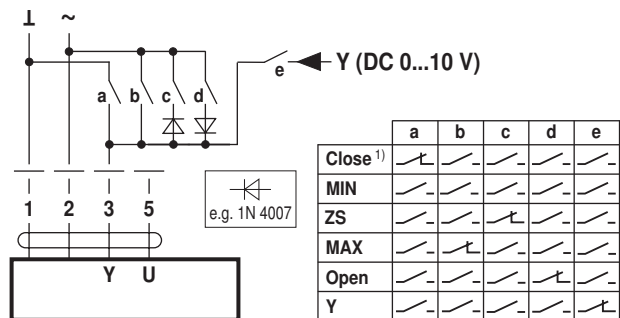 ⊥ ~
e Y (DC 0...10 V)
a b c d
1 2 3 5
e.g. 1N 4007
Y U
a b c d e
Close 1)
MIN
ZS
MAX
Open
Y